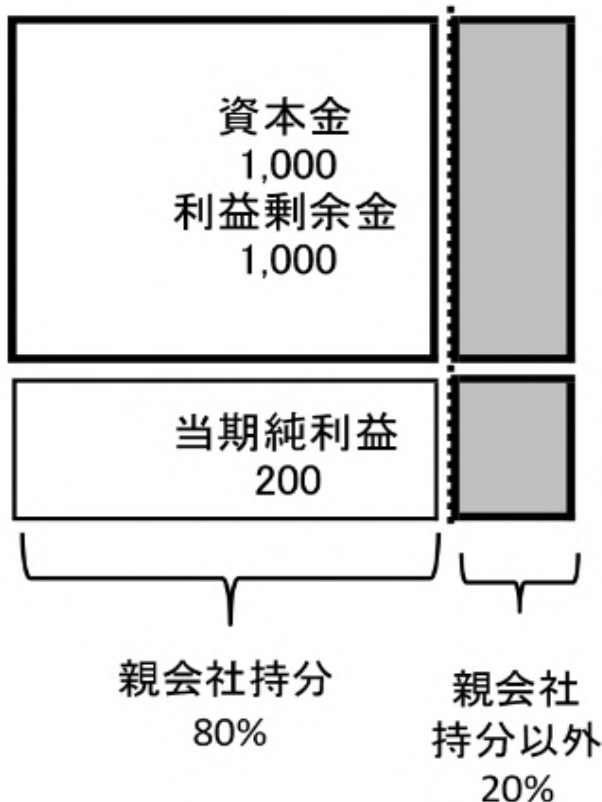 資本金
1,000
利益剰余金
1,000
当期純利益
200
親会社持分
80%
親会社
持分以外
20%